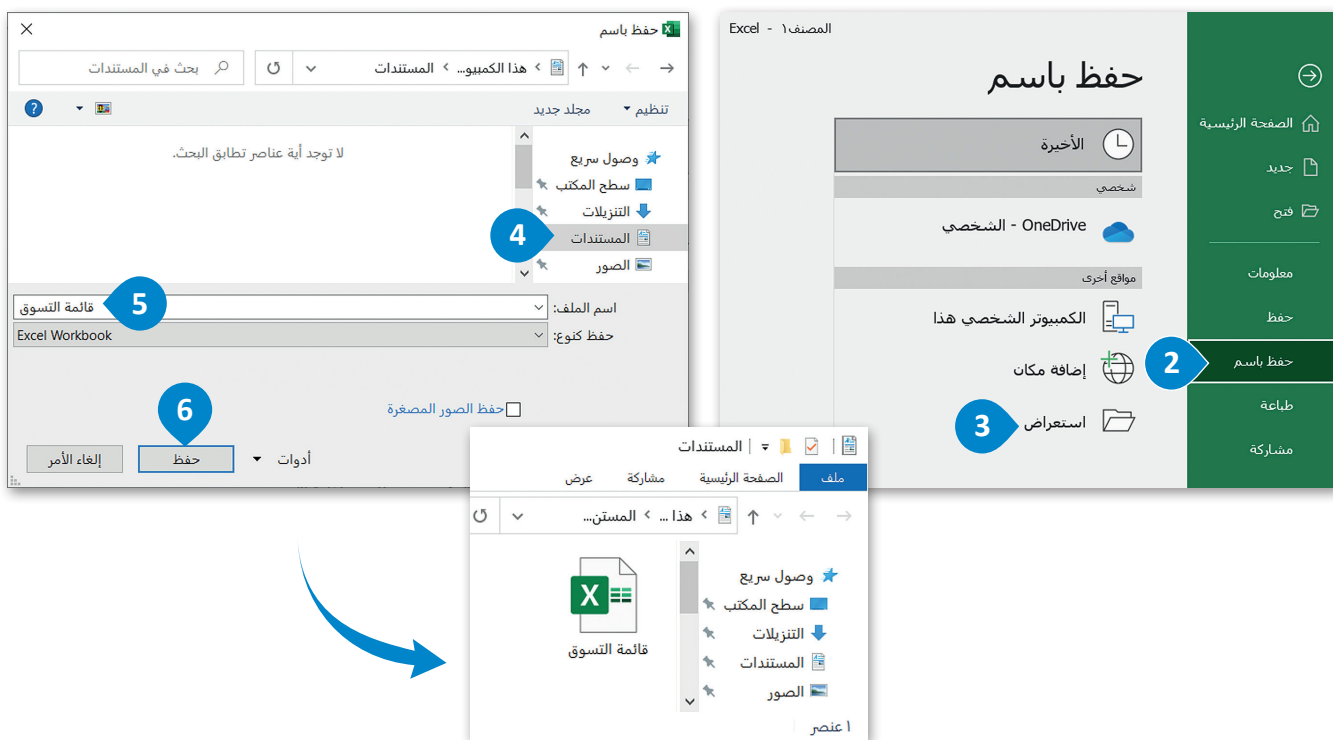 المصنف١ - Excel
حفظ باسم
الصفحة الرئيسية
جديد
فتح
معلومات
حفظ
حفظ باسم
طباعة
مشاركة
الأخيرة
شخصي
OneDrive - الشخصي
مواقع أخرى
الكمبيوتر الشخصي هذا
إضافة مكان
استعراض
2
3
حفظ باسم
هذا الكمبيو... › المستندات
بحث في المستندات
تنظيم
مجلد جديد
?
لا توجد أية عناصر تطابق البحث.
وصول سريع
سطح المكتب
التنزيلات
المستندات
الصور
4
اسم الملف:
قائمة التسوق
5
حفظ كنوع:
Excel Workbook
حفظ الصور المصغرة
6
أدوات
حفظ
إلغاء الأمر
المستندات
ملف
الصفحة الرئيسية
مشاركة
عرض
هذا ... › المستن...
وصول سريع
سطح المكتب
التنزيلات
المستندات
الصور
X
قائمة التسوق
١ عنصر